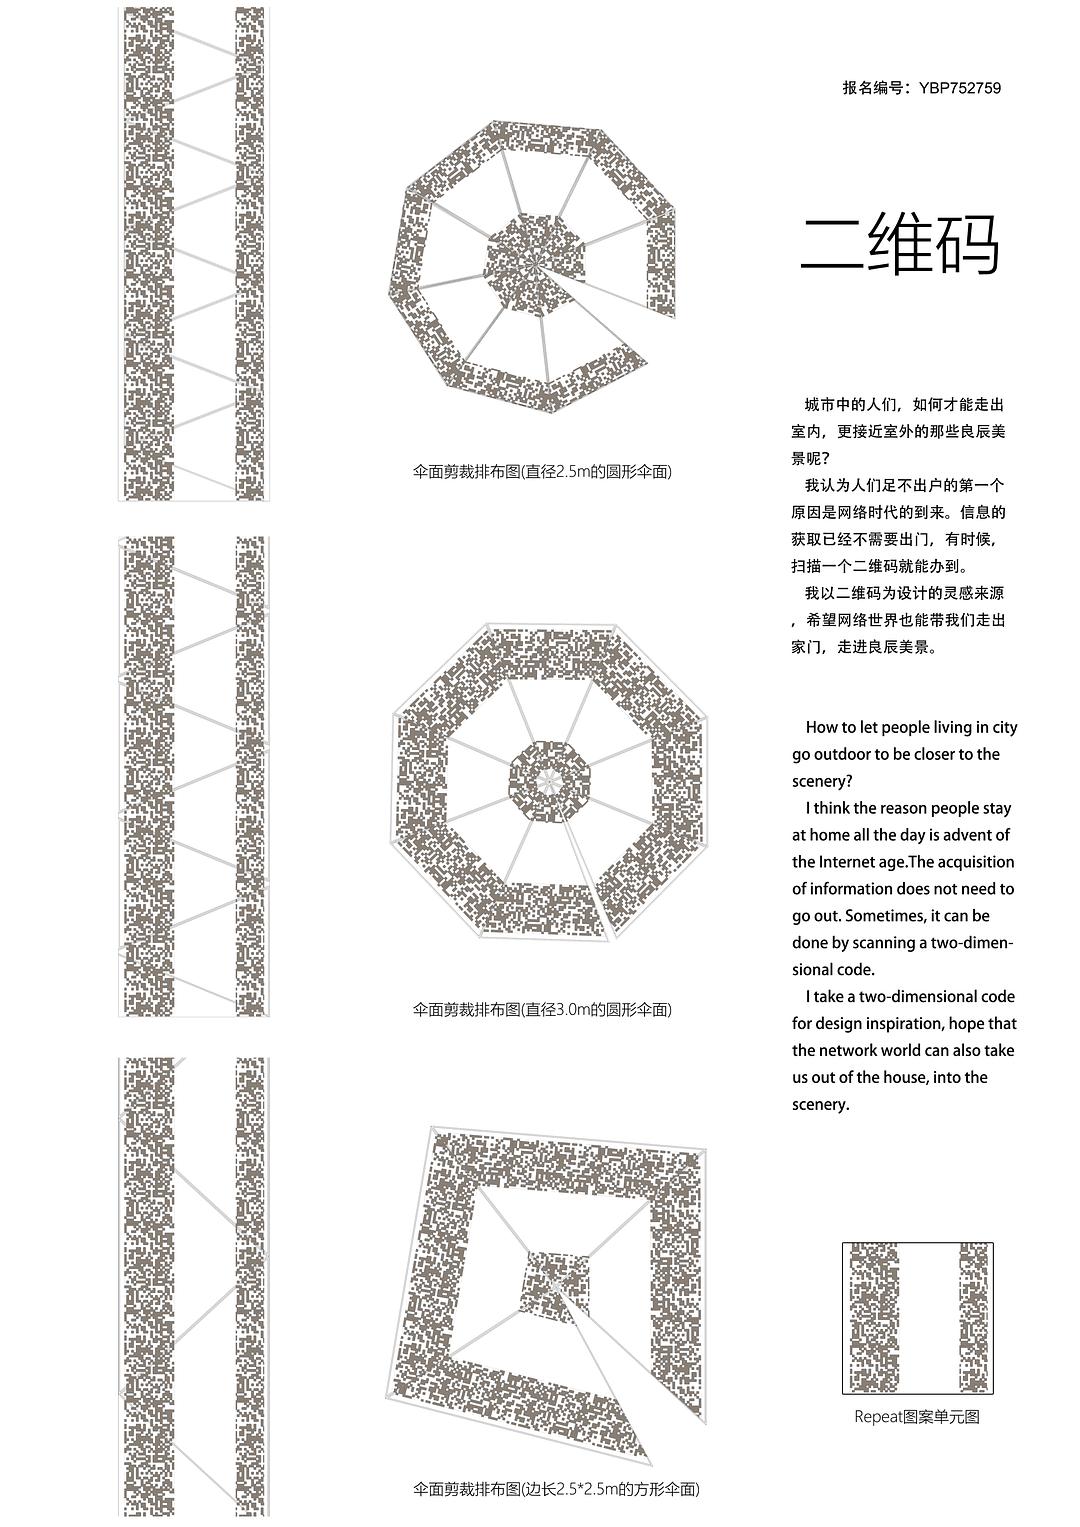 报名编号：YBP752759
二维码
城市中的人们，如何才能走出
室内，更接近室外的那些良辰美
景呢？
我认为人们足不出户的第一个
原因是网络时代的到来。信息的
获取已经不需要出门，有时候，
扫描一个二维码就能办到。
我以二维码为设计的灵感来源
，希望网络世界也能带我们走出
家门，走进良辰美景。
How to let people living in city
go outdoor to be closer to the
scenery?
I think the reason people stay
at home all the day is advent of
the Internet age.The acquisition
of information does not need to
go out. Sometimes, it can be
done by scanning a two-dimen-
sional code.
I take a two-dimensional code
for design inspiration, hope that
the network world can also take
us out of the house, into the
scenery.
伞面剪裁排布图(直径2.5m的圆形伞面)
伞面剪裁排布图(直径3.0m的圆形伞面)
伞面剪裁排布图(边长2.5*2.5m的方形伞面)
Repeat图案单元图